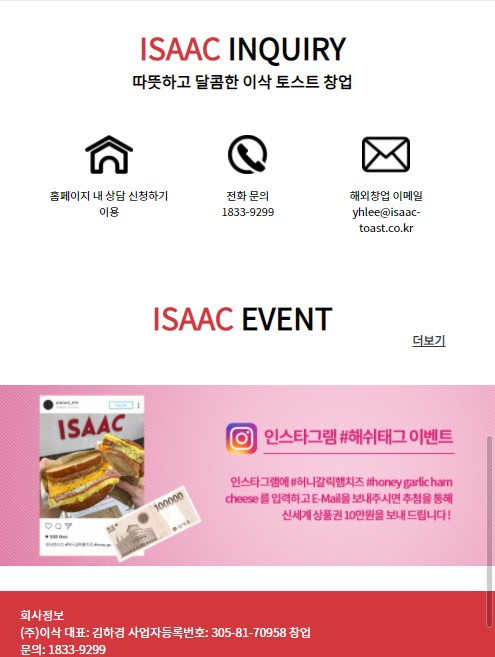 ISAAC INQUIRY
따뜻하고 달콤한 이삭 토스트 창업
홈페이지 내 상담 신청하기
이용
전화 문의
1833-9299
해외창업 이메일
yhlee@isaac-
toast.co.kr
ISAAC EVENT
더보기
ISAAC
100000
인스타그램 #해쉬태그 이벤트
인스타그램에 #허니갈릭햄치즈 #honey garlic ham
cheese 를 입력하고 E-Mail을 보내주시면 추첨을 통해
신세계 상품권 10만원을 보내 드립니다!
회사정보
(주)이삭 대표: 김하경 사업자등록번호: 305-81-70958 창업
문의: 1833-9299